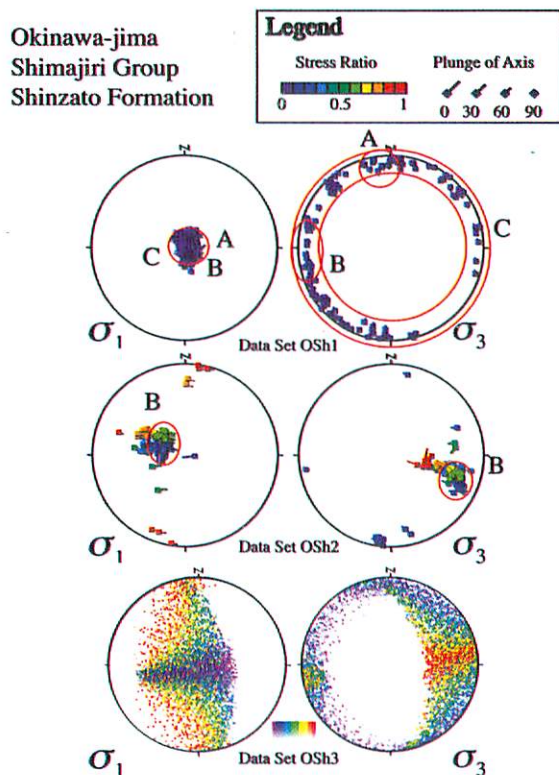 Okinawa-jima
Shimajiri Group
Shinzato Formation
Legend
Stress Ratio
Plunge of Axis
0 0.5 1
0 30 60 90
Z
Z
A
C
A
B
B
C
σ1
Data Set OSh1
σ3
Z
Z
B
B
σ1
Data Set OSh2
σ3
Z
Z
σ1
Data Set OSh3
σ3